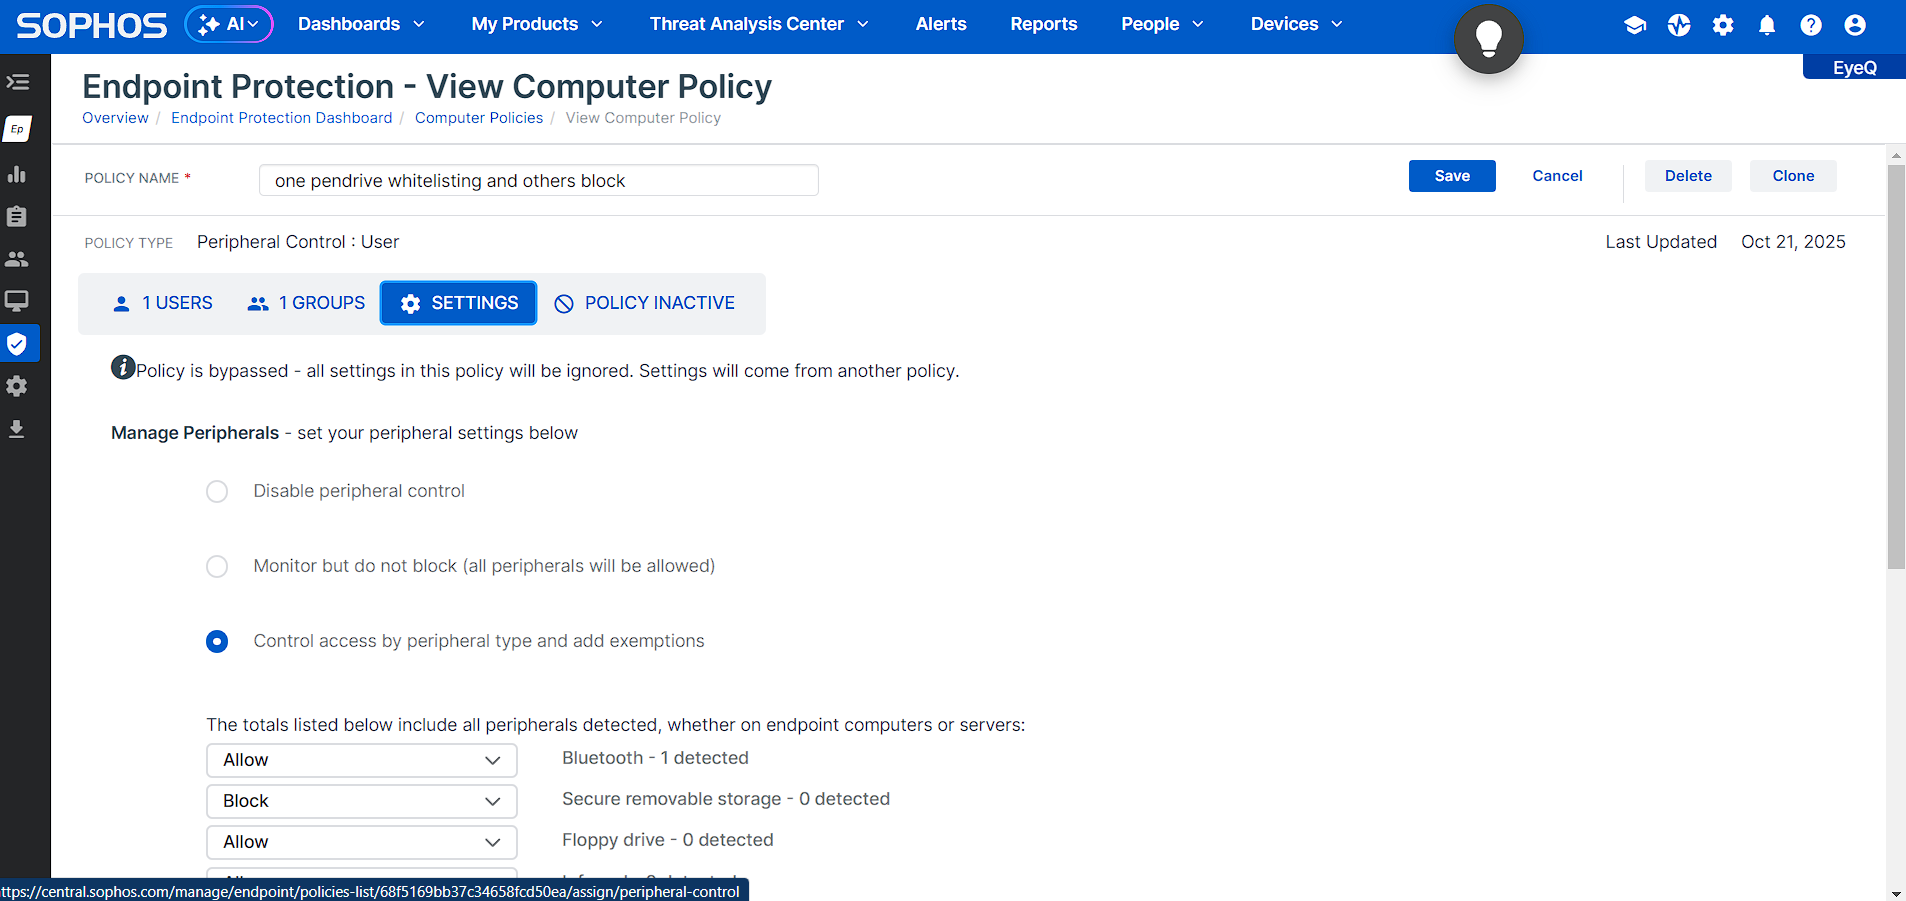 SOPHOS AI Dashboards My Products Threat Analysis Center Alerts Reports People Devices
EyeQ
Endpoint Protection - View Computer Policy
Overview / Endpoint Protection Dashboard / Computer Policies / View Computer Policy
Ep
POLICY NAME * one pendrive whitelisting and others block Save Cancel Delete Clone
POLICY TYPE Peripheral Control : User Last Updated Oct 21, 2025
1 USERS 1 GROUPS SETTINGS POLICY INACTIVE
Policy is bypassed - all settings in this policy will be ignored. Settings will come from another policy.
Manage Peripherals - set your peripheral settings below
Disable peripheral control
Monitor but do not block (all peripherals will be allowed)
Control access by peripheral type and add exemptions
The totals listed below include all peripherals detected, whether on endpoint computers or servers:
Allow Bluetooth - 1 detected
Block Secure removable storage - 0 detected
Allow Floppy drive - 0 detected
ttps://central.sophos.com/manage/endpoint/policies-list/68f5169bb37c34658fcd50ea/assign/peripheral-control